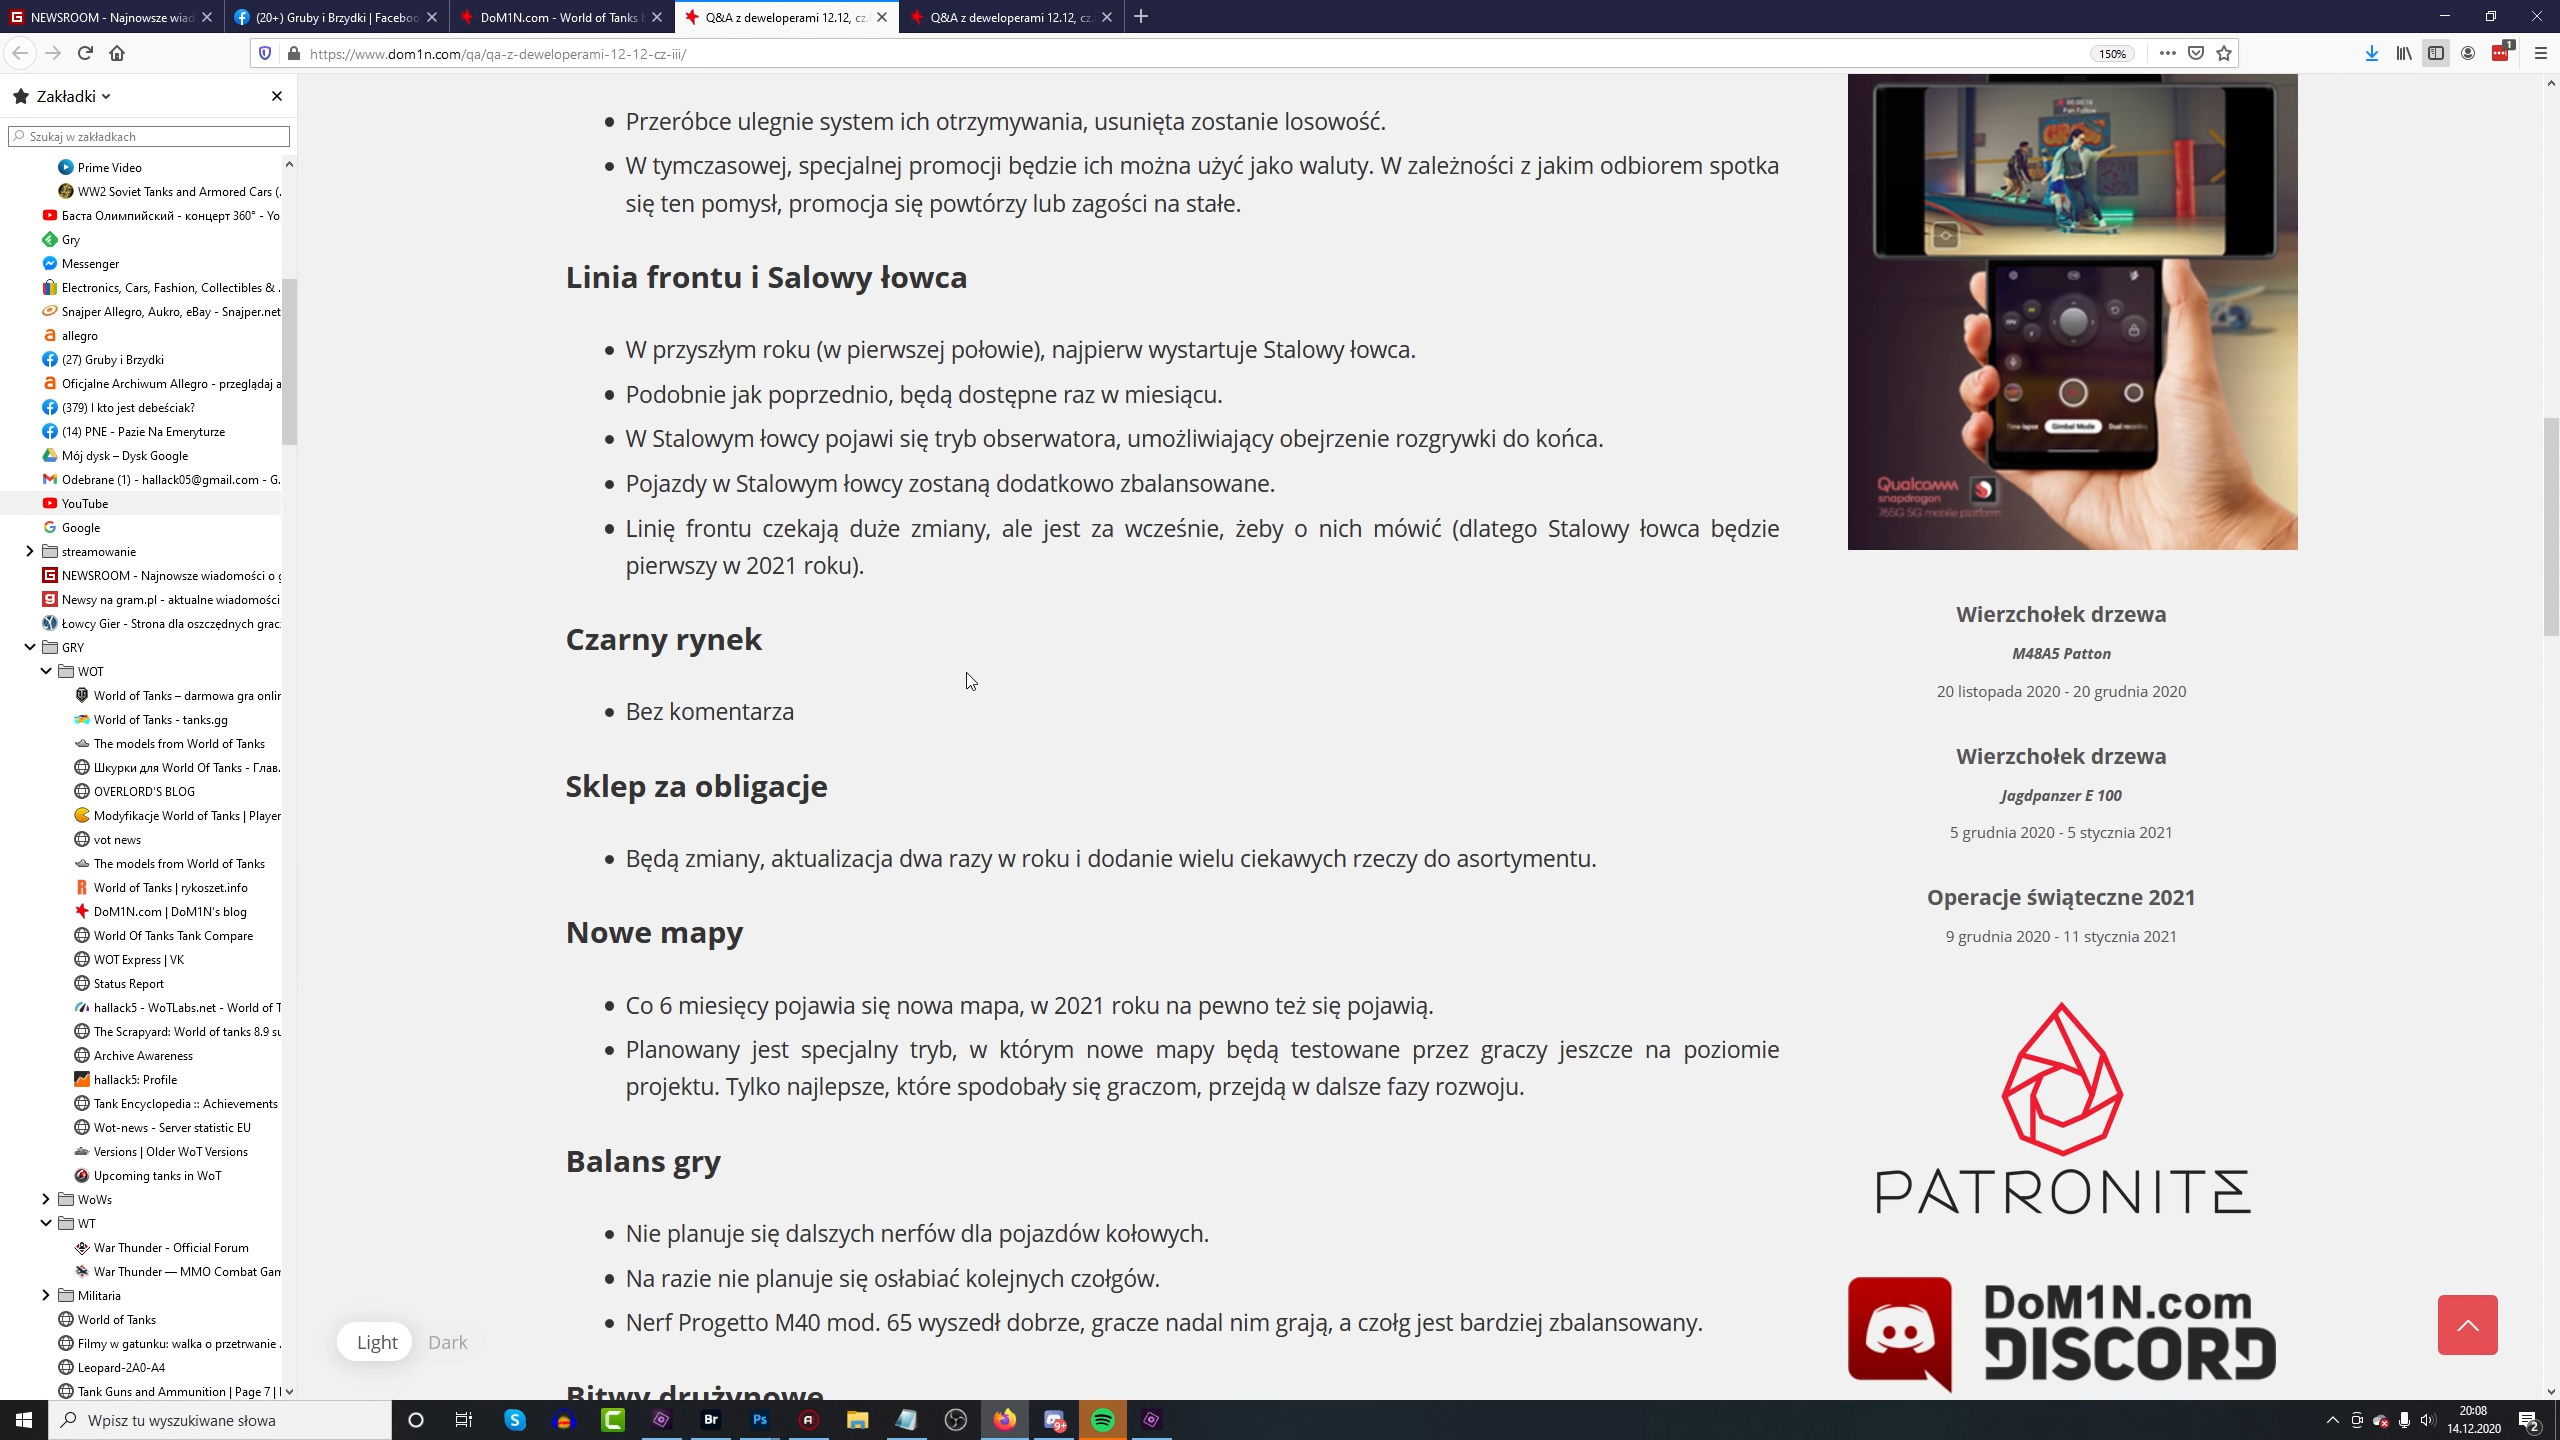 NEWSROOM - Najnowsze wiad
(20+) Gruby i Brzydki | Facebo
DoM1N.com - World of Tanks
Q&A z deweloperami 12.12, cz.
Q&A z deweloperami 12.12, cz.
https://www.dom1n.com/qa/qa-z-deweloperami-12-12-cz-iii/
150%
1
Zakładki
Szukaj w zakładkach
Prime Video
WW2 Soviet Tanks and Armored Cars (.
Баста Олимпийский - концерт 360° - Yo
Gry
Messenger
Electronics, Cars, Fashion, Collectibles & .
Snajper Allegro, Aukro, eBay - Snajper.net
allegro
(27) Gruby i Brzydki
Oficjalne Archiwum Allegro - przeglądaj a
(379) I kto jest debeściak?
(14) PNE - Pazie Na Emeryturze
Mój dysk – Dysk Google
Odebrane (1) - hallack05@gmail.com - G.
YouTube
Google
streamowanie
NEWSROOM - Najnowsze wiadomości o g
Newsy na gram.pl - aktualne wiadomości
Łowcy Gier - Strona dla oszczędnych grac
GRY
WOT
World of Tanks – darmowa gra onlin
World of Tanks - tanks.gg
The models from World of Tanks
Шкурки для World Of Tanks - Глав.
OVERLORD'S BLOG
Modyfikacje World of Tanks | Player
vot news
The models from World of Tanks
World of Tanks | rykoszet.info
DoM1N.com | DoM1N's blog
World Of Tanks Tank Compare
WOT Express | VK
Status Report
hallack5 - WoTLabs.net - World of T
The Scrapyard: World of tanks 8.9 su
Archive Awareness
hallack5: Profile
Tank Encyclopedia :: Achievements
Wot-news - Server statistic EU
Versions | Older WoT Versions
Upcoming tanks in WoT
WoWs
WT
War Thunder - Official Forum
War Thunder — MMO Combat Gam
Militaria
World of Tanks
Filmy w gatunku: walka o przetrwanie .
Leopard-2A0-A4
Tank Guns and Ammunition | Page 7 |
Przeróbce ulegnie system ich otrzymywania, usunięta zostanie losowość.
W tymczasowej, specjalnej promocji będzie ich można użyć jako waluty. W zależności z jakim odbiorem spotka
się ten pomysł, promocja się powtórzy lub zagości na stałe.
Linia frontu i Salowy łowca
W przyszłym roku (w pierwszej połowie), najpierw wystartuje Stalowy łowca.
Podobnie jak poprzednio, będą dostępne raz w miesiącu.
W Stalowym łowcy pojawi się tryb obserwatora, umożliwiający obejrzenie rozgrywki do końca.
Pojazdy w Stalowym łowcy zostaną dodatkowo zbalansowane.
Linię frontu czekają duże zmiany, ale jest za wcześnie, żeby o nich mówić (dlatego Stalowy łowca będzie
pierwszy w 2021 roku).
Czarny rynek
Bez komentarza
Sklep za obligacje
Będą zmiany, aktualizacja dwa razy w roku i dodanie wielu ciekawych rzeczy do asortymentu.
Nowe mapy
Co 6 miesięcy pojawia się nowa mapa, w 2021 roku na pewno też się pojawią.
Planowany jest specjalny tryb, w którym nowe mapy będą testowane przez graczy jeszcze na poziomie
projektu. Tylko najlepsze, które spodobały się graczom, przejdą w dalsze fazy rozwoju.
Balans gry
Nie planuje się dalszych nerfów dla pojazdów kołowych.
Na razie nie planuje się osłabiać kolejnych czołgów.
Nerf Progetto M40 mod. 65 wyszedł dobrze, gracze nadal nim grają, a czołg jest bardziej zbalansowany.
Bitwy drużynowe
Light Dark
Gimbal Mode
Qualcomm
snapdragon
765G 5G mobile platform
Wierzchołek drzewa
M48A5 Patton
20 listopada 2020 - 20 grudnia 2020
Wierzchołek drzewa
Jagdpanzer E 100
5 grudnia 2020 - 5 stycznia 2021
Operacje świąteczne 2021
9 grudnia 2020 - 11 stycznia 2021
PATRONITE
DoM1N.com
DISCORD
Wpisz tu wyszukiwane słowa
Br
Ps
9+
20:08
14.12.2020
2